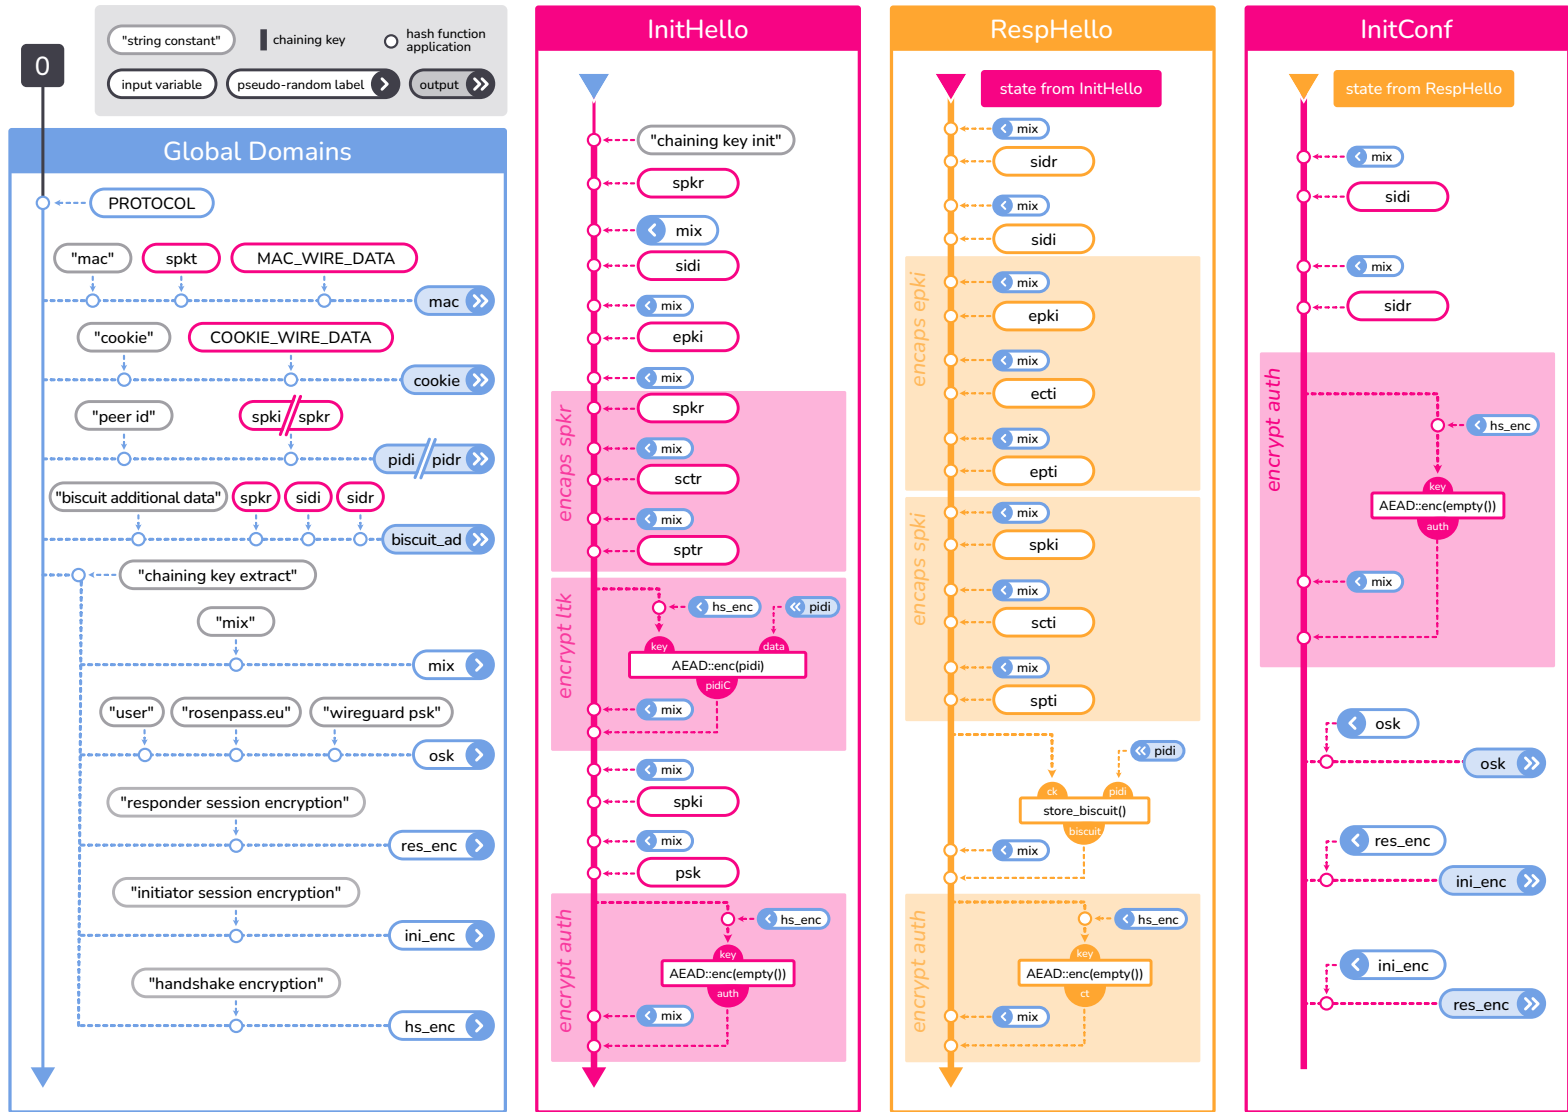 0
"string constant"
chaining key
hash function
application
input variable
pseudo-random label
output
Global Domains
PROTOCOL
"mac"
spkt
MAC_WIRE_DATA
mac
"cookie"
COOKIE_WIRE_DATA
cookie
"peer id"
spki
spkr
pidi
pidr
"biscuit additional data"
spkr
sidi
sidr
biscuit_ad
"chaining key extract"
"mix"
mix
"user"
"rosenpass.eu"
"wireguard psk"
osk
"responder session encryption"
res_enc
"initiator session encryption"
ini_enc
"handshake encryption"
hs_enc
InitHello
"chaining key init"
spkr
mix
sidi
mix
epki
mix
encaps spkr
spkr
mix
sctr
mix
sptr
encrypt ltk
hs_enc
pidi
key
data
AEAD::enc(pidi)
pidiC
mix
mix
spki
mix
psk
encrypt auth
hs_enc
key
AEAD::enc(empty())
auth
mix
RespHello
state from InitHello
mix
sidr
mix
sidi
encaps epki
mix
epki
mix
ecti
mix
epti
encaps spki
mix
spki
mix
scti
mix
spti
pidi
ck
pidi
store_biscuit()
biscuit
mix
encrypt auth
hs_enc
key
AEAD::enc(empty())
ct
mix
InitConf
state from RespHello
mix
sidi
mix
sidr
encrypt auth
hs_enc
key
AEAD::enc(empty())
auth
mix
osk
osk
res_enc
ini_enc
ini_enc
res_enc